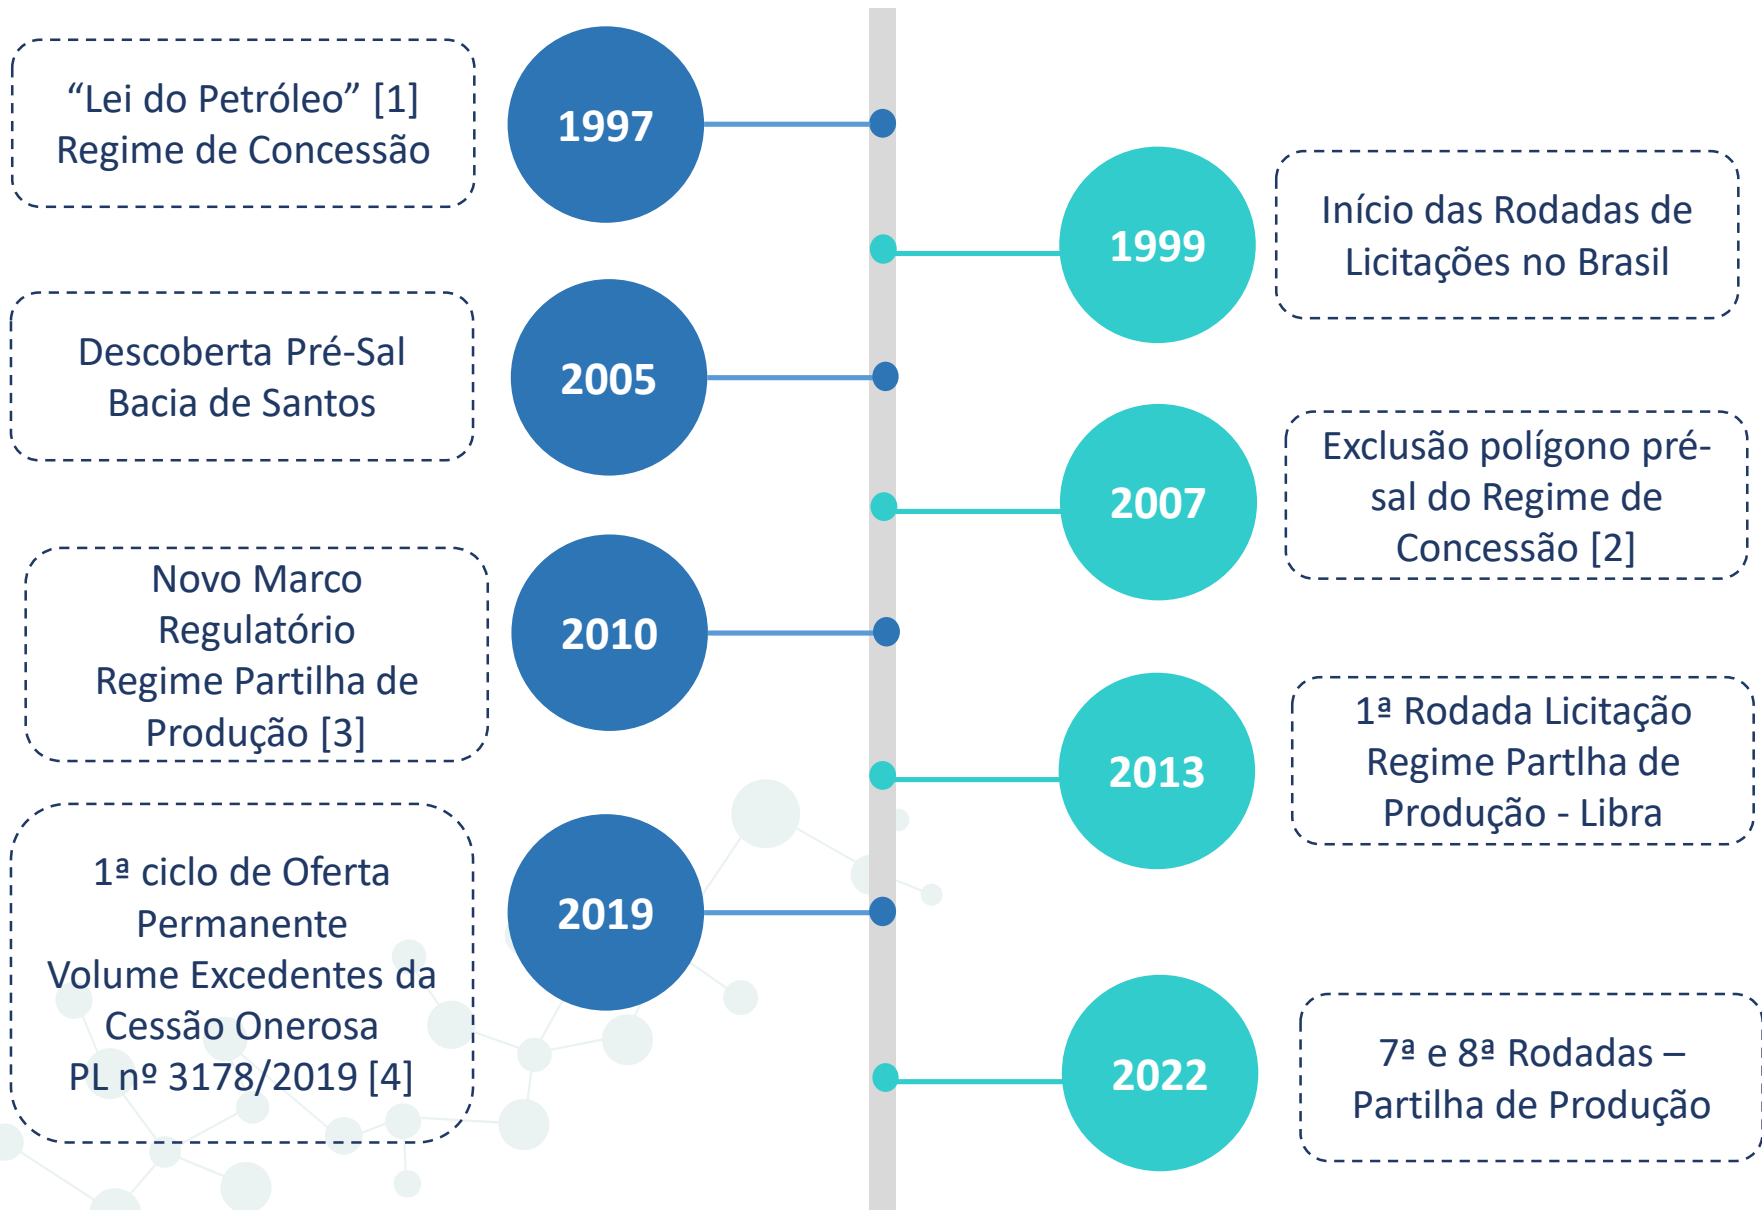 “Lei do Petróleo” [1]
Regime de Concessão
1997
1999
Início das Rodadas de
Licitações no Brasil
Descoberta Pré-Sal
Bacia de Santos
2005
2007
Exclusão polígono pré-
sal do Regime de
Concessão [2]
Novo Marco
Regulatório
Regime Partilha de
Produção [3]
2010
2013
1ª Rodada Licitação
Regime Partlha de
Produção - Libra
1ª ciclo de Oferta
Permanente
Volume Excedentes da
Cessão Onerosa
PL nº 3178/2019 [4]
2019
2022
7ª e 8ª Rodadas –
Partilha de Produção